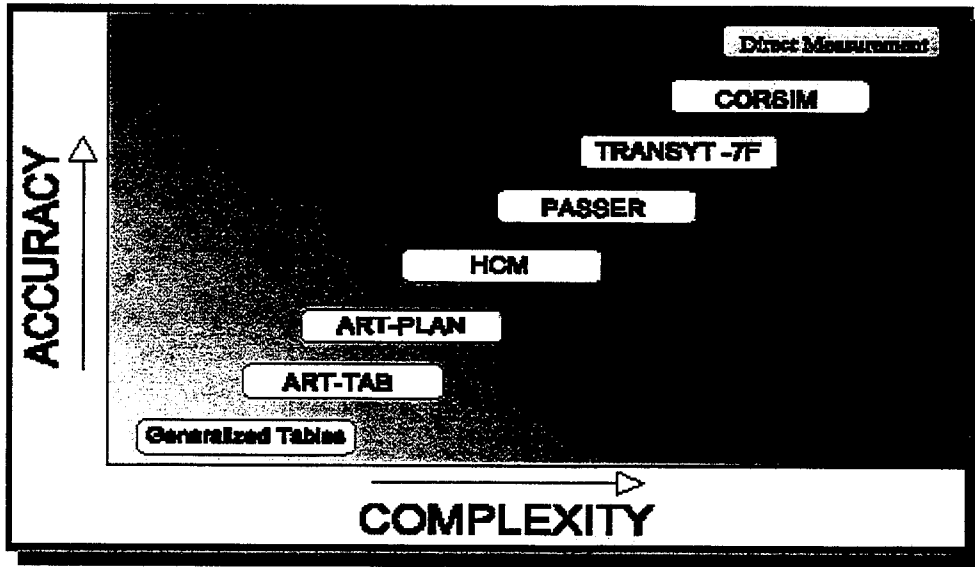 Direct Measurement
CORSIM
TRANSYT -7F
PASSER
HCM
ART-PLAN
ART-TAB
Generalized Tables
ACCURACY
COMPLEXITY